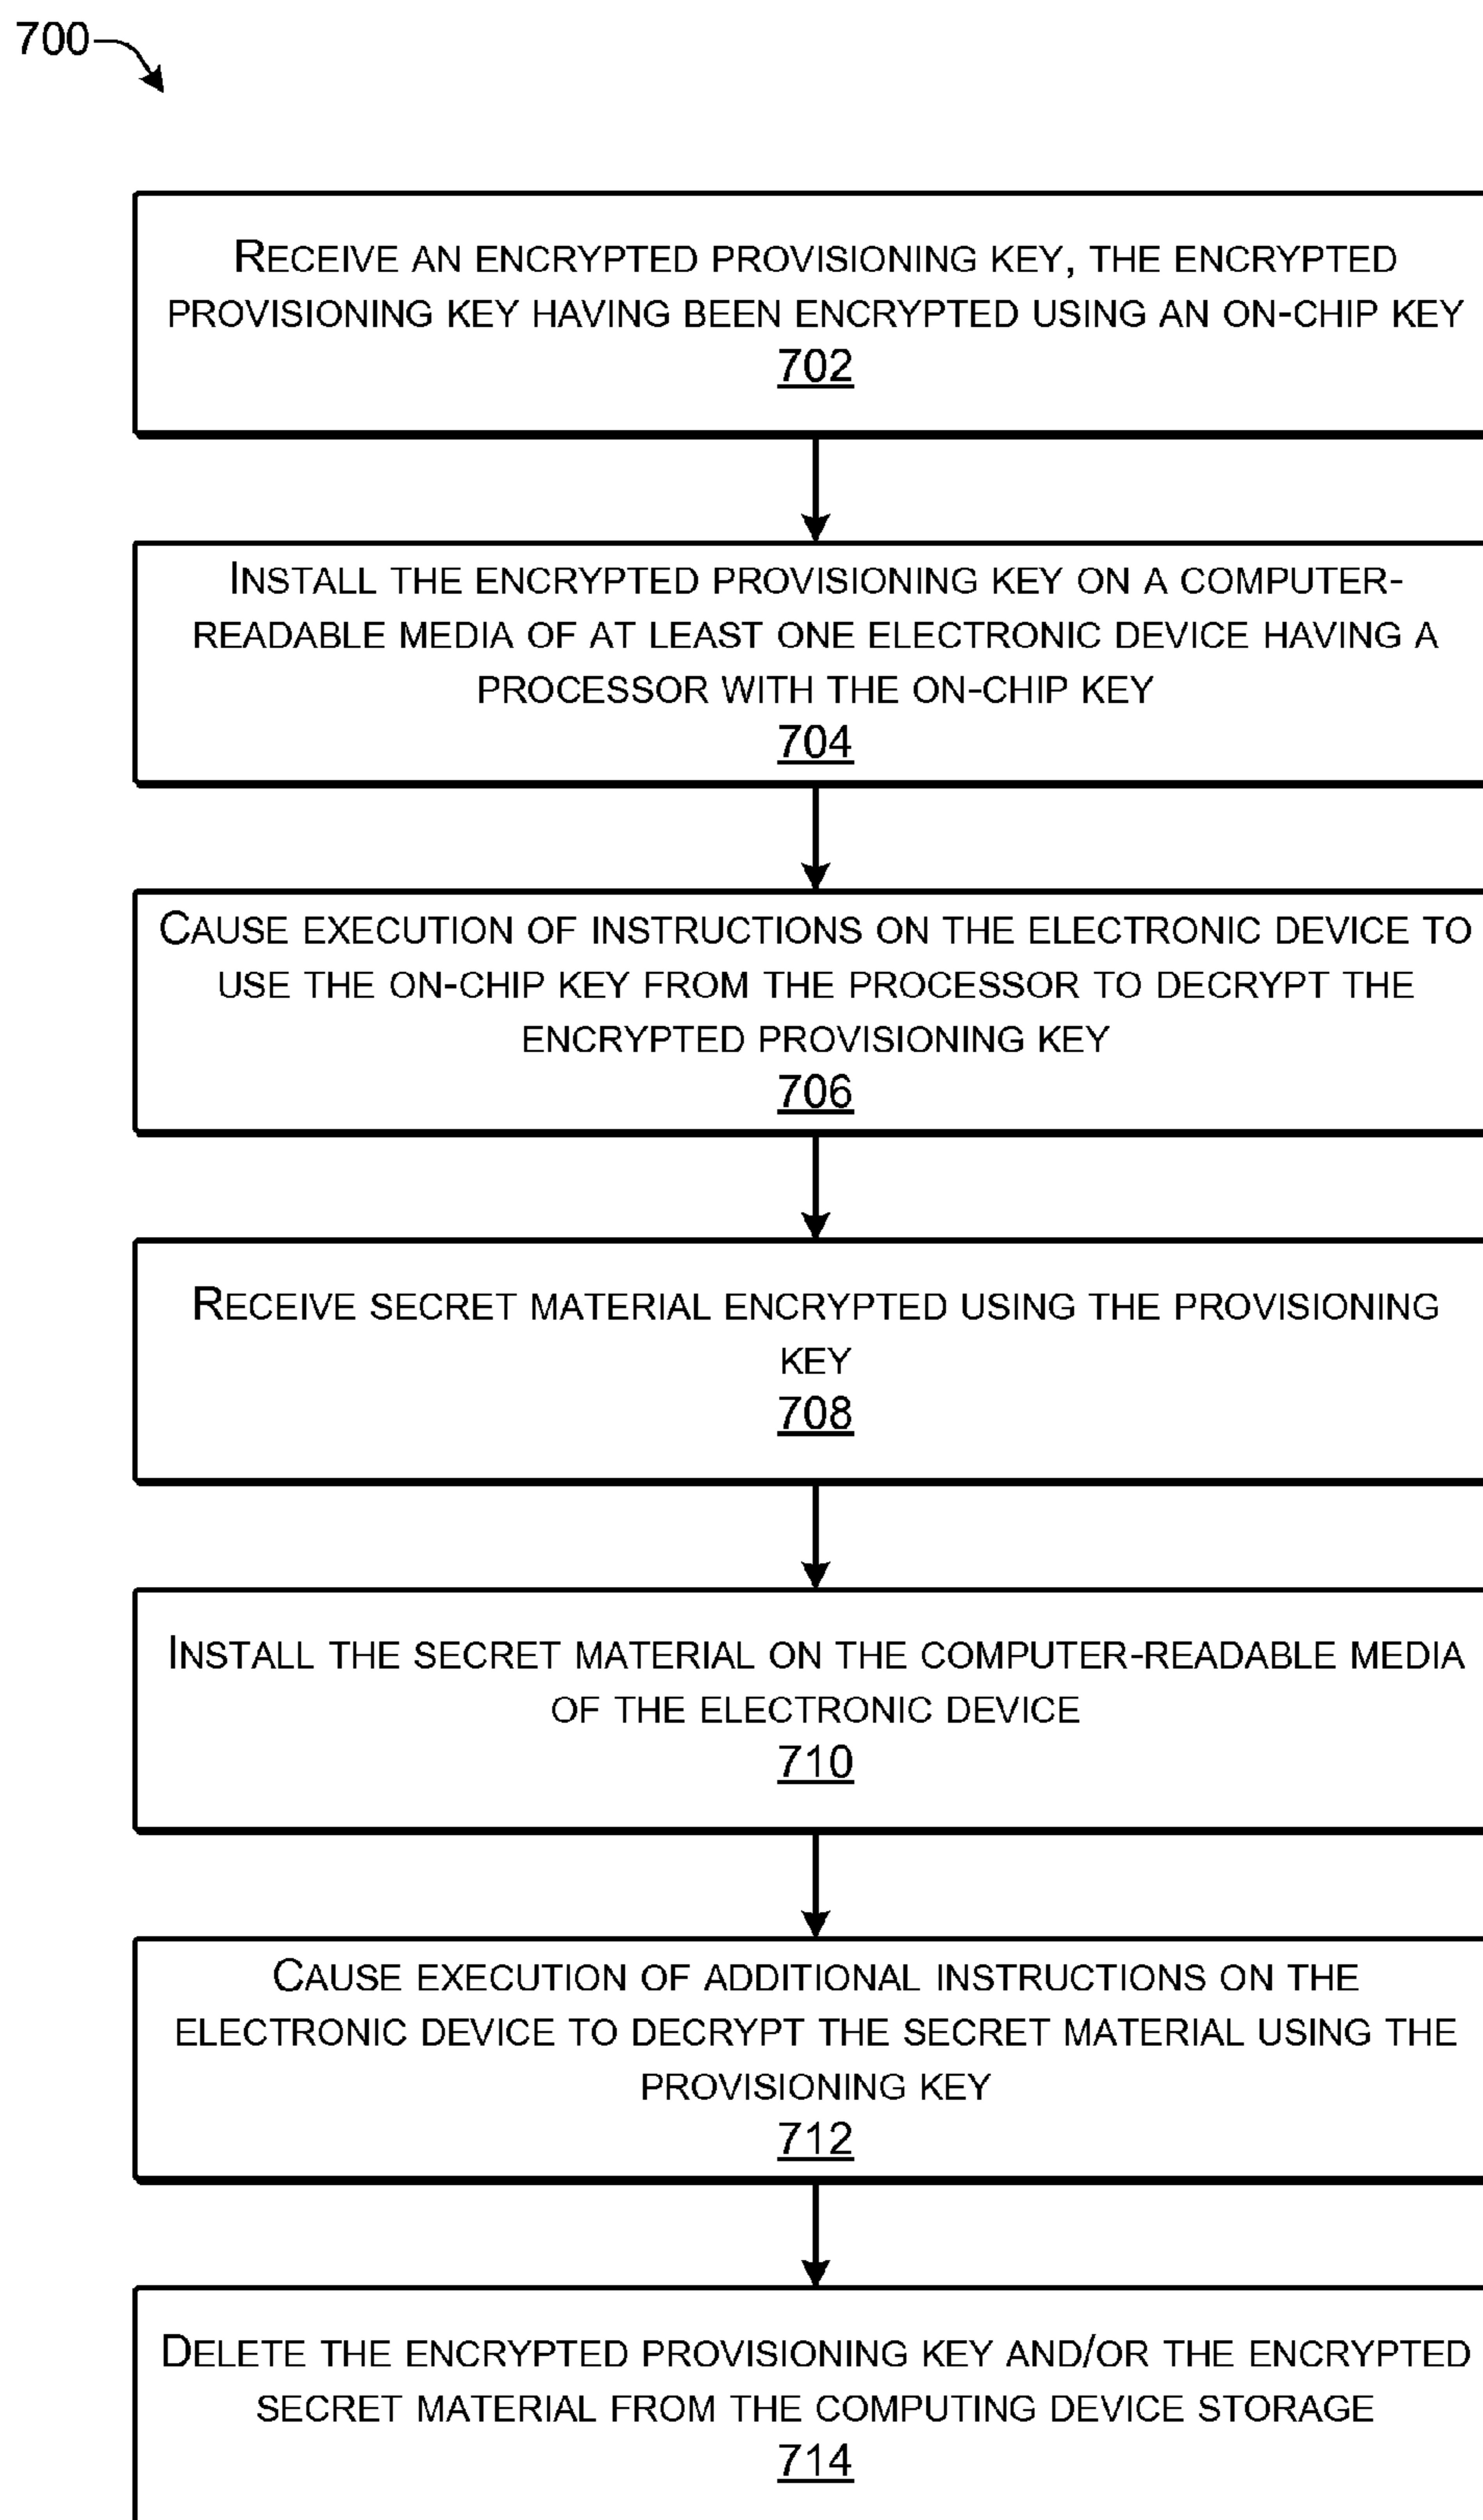 700
RECEIVE AN ENCRYPTED PROVISIONING KEY, THE ENCRYPTED
PROVISIONING KEY HAVING BEEN ENCRYPTED USING AN ON-CHIP KEY
702
INSTALL THE ENCRYPTED PROVISIONING KEY ON A COMPUTER-
READABLE MEDIA OF AT LEAST ONE ELECTRONIC DEVICE HAVING A
PROCESSOR WITH THE ON-CHIP KEY
704
CAUSE EXECUTION OF INSTRUCTIONS ON THE ELECTRONIC DEVICE TO
USE THE ON-CHIP KEY FROM THE PROCESSOR TO DECRYPT THE
ENCRYPTED PROVISIONING KEY
706
RECEIVE SECRET MATERIAL ENCRYPTED USING THE PROVISIONING
KEY
708
INSTALL THE SECRET MATERIAL ON THE COMPUTER-READABLE MEDIA
OF THE ELECTRONIC DEVICE
710
CAUSE EXECUTION OF ADDITIONAL INSTRUCTIONS ON THE
ELECTRONIC DEVICE TO DECRYPT THE SECRET MATERIAL USING THE
PROVISIONING KEY
712
DELETE THE ENCRYPTED PROVISIONING KEY AND/OR THE ENCRYPTED
SECRET MATERIAL FROM THE COMPUTING DEVICE STORAGE
714